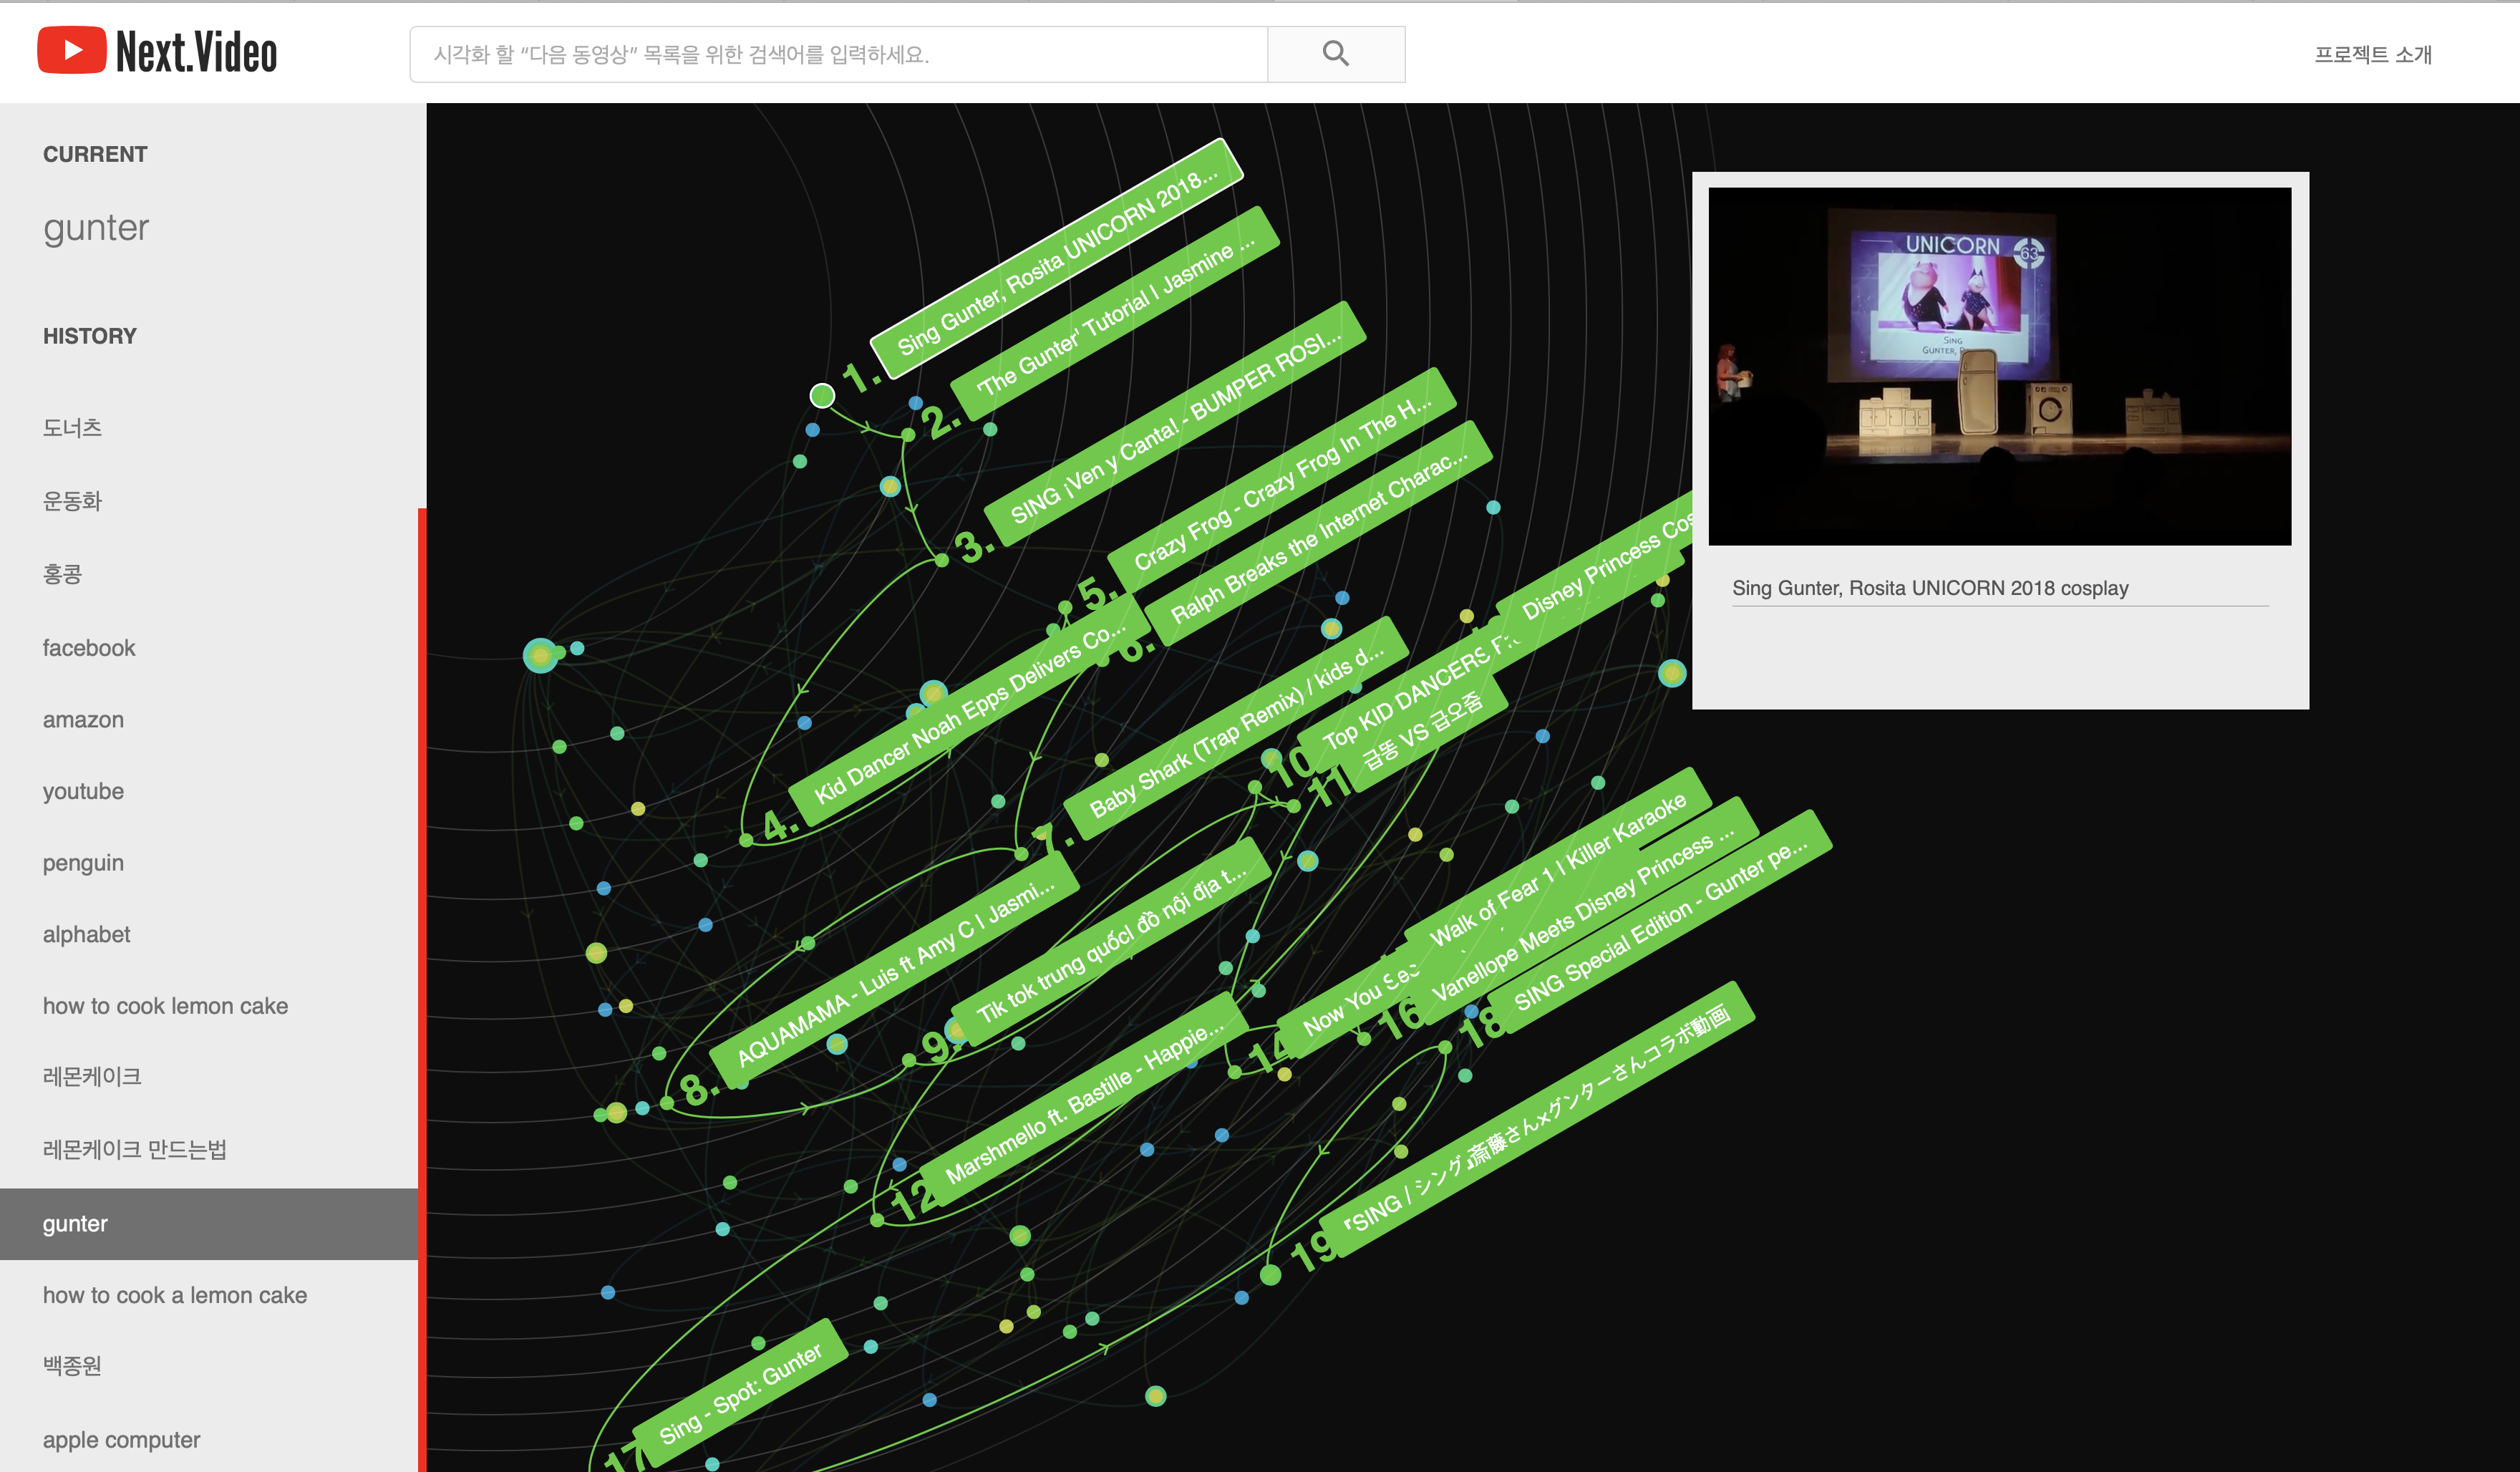 Next.Video
시각화 할 “다음 동영상” 목록을 위한 검색어를 입력하세요.
프로젝트 소개
CURRENT
gunter
HISTORY
도너츠
운동화
홍콩
facebook
amazon
youtube
penguin
alphabet
how to cook lemon cake
레몬케이크
레몬케이크 만드는법
gunter
how to cook a lemon cake
백종원
apple computer
1. Sing Gunter, Rosita UNICORN 2018...
2. 'The Gunter' Tutorial | Jasmine ...
3. SING ¡Ven y Canta! - BUMPER ROSI...
4. Kid Dancer Noah Epps Delivers Co...
5. Crazy Frog - Crazy Frog In The H...
6. Ralph Breaks the Internet Charac...
7. Baby Shark (Trap Remix) / kids d...
8. AQUAMAMA - Luis ft Amy C | Jasmi...
9. Tik tok trung quốc| đồ nội địa t...
10 Top KID DANCERS
11 급똥 VS 급오줌
12 Marshmello ft. Bastille - Happie...
Disney Princess Cos
14 Now You
Walk of Fear 1 | Killer Karaoke
16 Vanellope Meets Disney Princess ...
17 Sing - Spot: Gunter
18 SING Special Edition - Gunter pe...
19 『SING / シング』斎藤さん×グンターさんコラボ動画
UNICORN
63
SING
GUNTER,
Sing Gunter, Rosita UNICORN 2018 cosplay